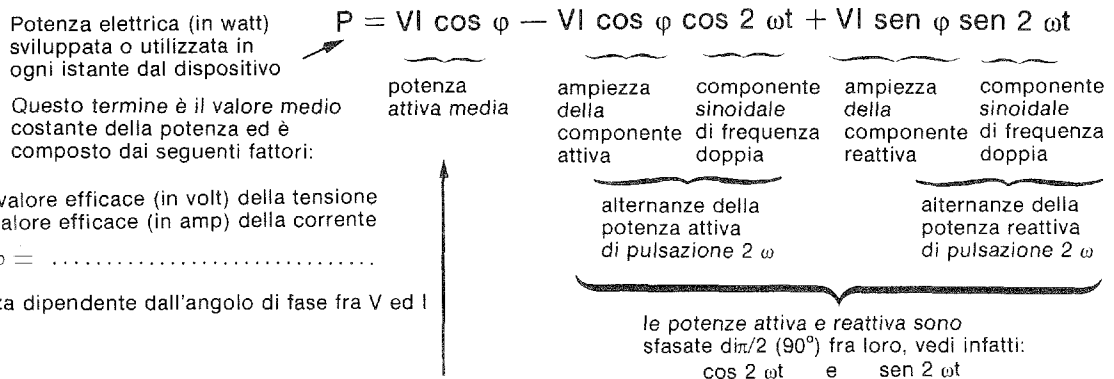 Potenza elettrica (in watt)
sviluppata o utilizzata in
ogni istante dal dispositivo
P = VI cos φ — VI cos φ cos 2 ωt + VI sen φ sen 2 ωt
potenza
attiva media
ampiezza
della
componente
attiva
componente
sinoidale
di frequenza
doppia
ampiezza
della
componente
reattiva
componente
sinoidale
di frequenza
doppia
Questo termine è il valore medio
costante della potenza ed è
composto dai seguenti fattori:
valore efficace (in volt) della tensione
valore efficace (in amp) della corrente
= ................................
dipendente dall'angolo di fase fra V ed I
alternanze della
potenza attiva
di pulsazione 2 ω
alternanze della
potenza reattiva
di pulsazione 2 ω
le potenze attiva e reattiva sono
sfasate diπ/2 (90°) fra loro, vedi infatti:
cos 2 ωt e sen 2 ωt